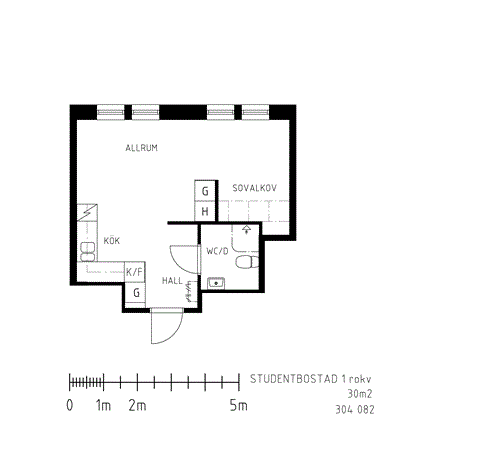 ALLRUM
G
SOVALKOV
H
KÖK
WC/D
K/F
HALL
G
STUDENTBOSTAD 1 rokv
30m2
304 082
0 1m 2m 5m